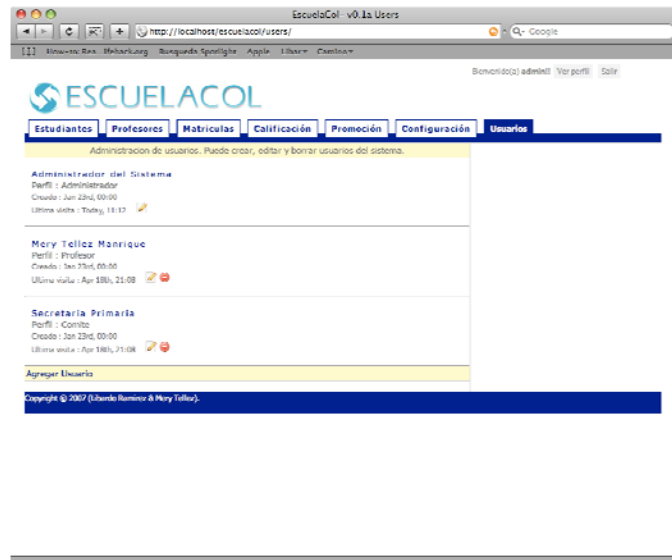 EscuelaCol - v0.1a Users
http://localhost/escuelacol/users/
Google
Busqueda Spotlight Apple
Bienvenido(a) admin!! Ver perfil Salir
ESCUELACOL
Estudiantes Profesores Matriculas Calificación Promoción Configuración Usuarios
Administracion de usuarios. Puede crear, editar y borrar usuarios del sistema.
Administrador del Sistema
Perfil : Administrador
Creado : Jan 23rd, 00:00
Ultima visita : Today, 11:12
Mery Tellez Manrique
Perfil : Profesor
Creado : Jan 23rd, 00:00
Ultima visita : Apr 18th, 21:08
Secretaria Primaria
Perfil : Comite
Creado : Jan 23rd, 00:00
Ultima visita : Apr 18th, 21:08
Agregar Usuario
Copyright © 2007 (Libardo Ramirez & Mery Tellez).